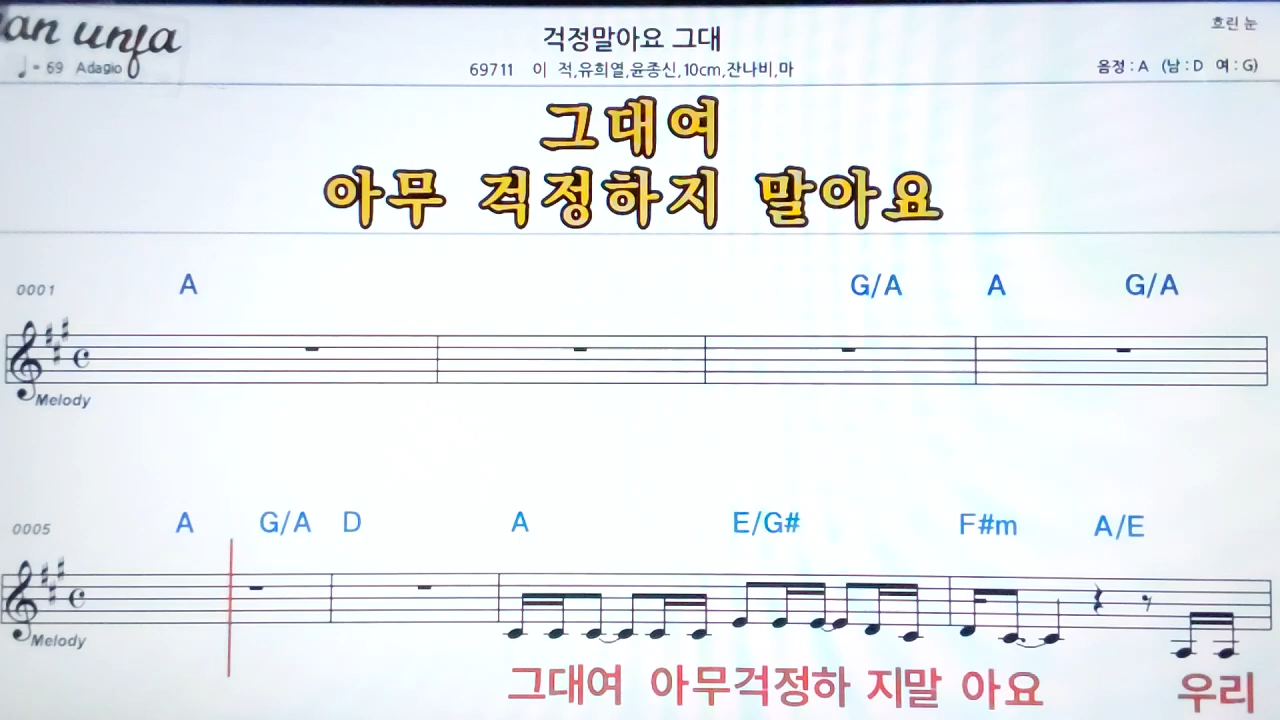 an unfa
흐린 눈
걱정말아요 그대
♩= 69 Adagio
69711 이 적,유희열,윤종신,10cm,잔나비,마
음정 : A (남 : D 여 : G)
그대여
아무 걱정하지 말아요
0001 A G/A A G/A
Melody
0005 A G/A D A E/G# F#m A/E
Melody
그대여 아무걱정하 지말 아요 우리